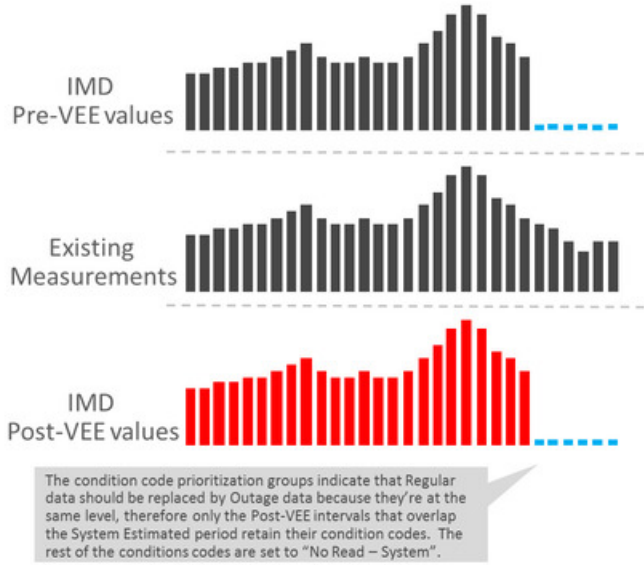 IMD
Pre-VEE values
Existing
Measurements
IMD
Post-VEE values
The condition code prioritization groups indicate that Regular
data should be replaced by Outage data because they’re at the
same level, therefore only the Post-VEE intervals that overlap
the System Estimated period retain their condition codes. The
rest of the conditions codes are set to “No Read – System”.